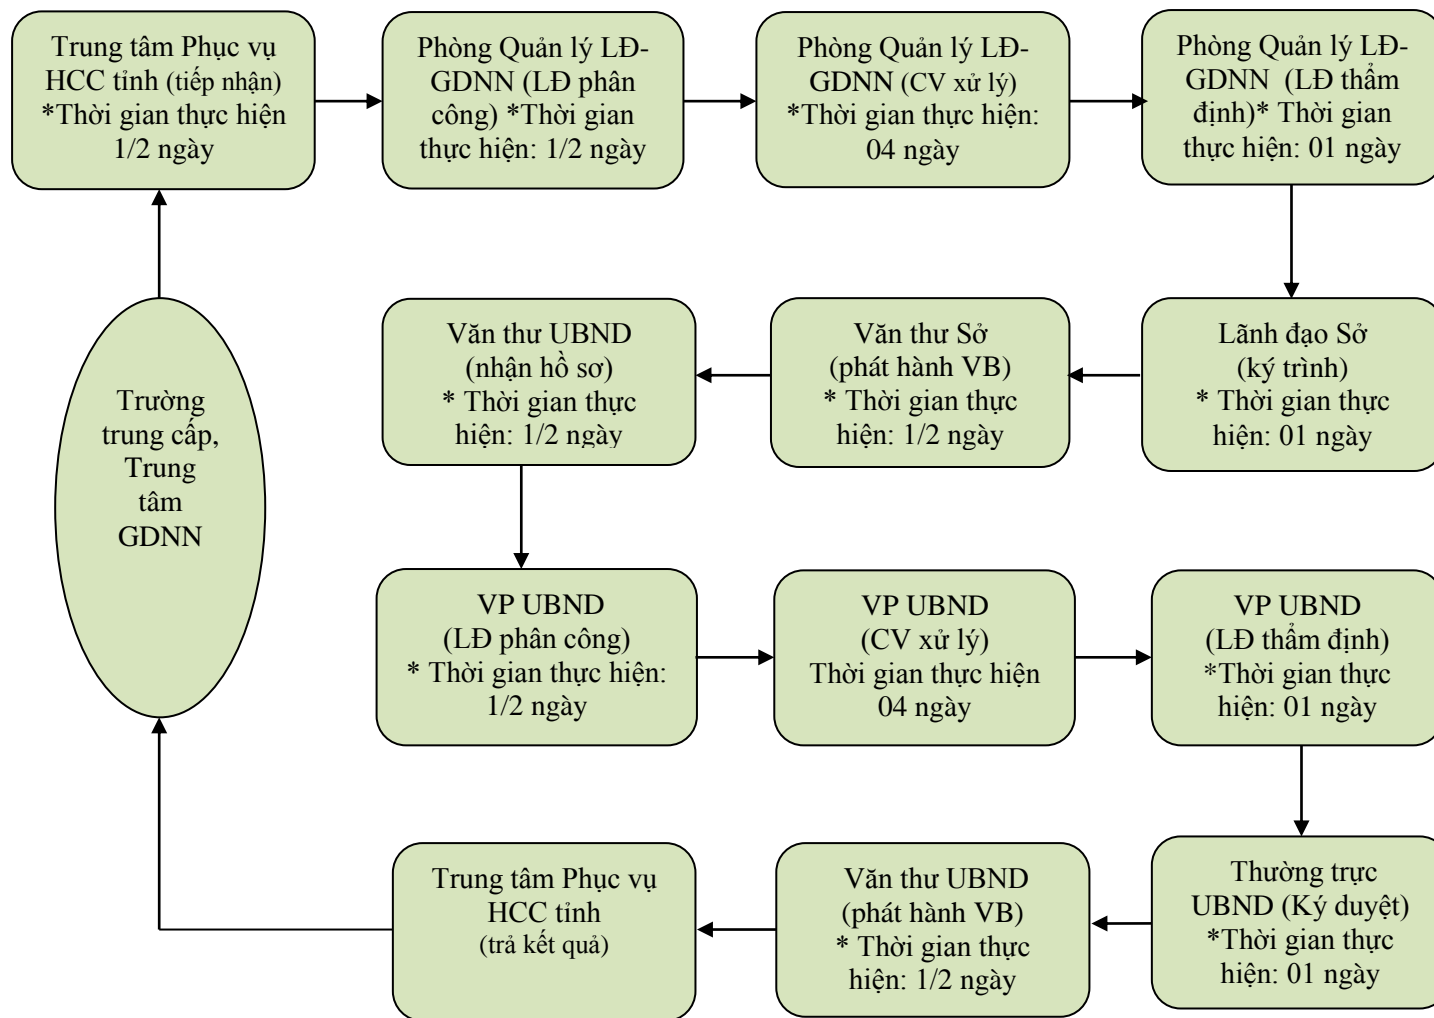 Trung tâm Phục vụ
HCC tỉnh (tiếp nhận)
*Thời gian thực hiện
1/2 ngày
Phòng Quản lý LĐ-
GDNN (LĐ phân
công) *Thời gian
thực hiện: 1/2 ngày
Phòng Quản lý LĐ-
GDNN (CV xử lý)
*Thời gian thực hiện:
04 ngày
Phòng Quản lý LĐ-
GDNN (LĐ thẩm
định)* Thời gian
thực hiện: 01 ngày
Lãnh đạo Sở
(ký trình)
* Thời gian thực
hiện: 01 ngày
Văn thư Sở
(phát hành VB)
* Thời gian thực
hiện: 1/2 ngày
Văn thư UBND
(nhận hồ sơ)
* Thời gian thực
hiện: 1/2 ngày
Trường
trung cấp,
Trung
tâm
GDNN
VP UBND
(LĐ phân công)
* Thời gian thực hiện:
1/2 ngày
VP UBND
(CV xử lý)
Thời gian thực hiện
04 ngày
VP UBND
(LĐ thẩm định)
*Thời gian thực
hiện: 01 ngày
Thường trực
UBND (Ký duyệt)
*Thời gian thực
hiện: 01 ngày
Văn thư UBND
(phát hành VB)
* Thời gian thực
hiện: 1/2 ngày
Trung tâm Phục vụ
HCC tỉnh
(trả kết quả)